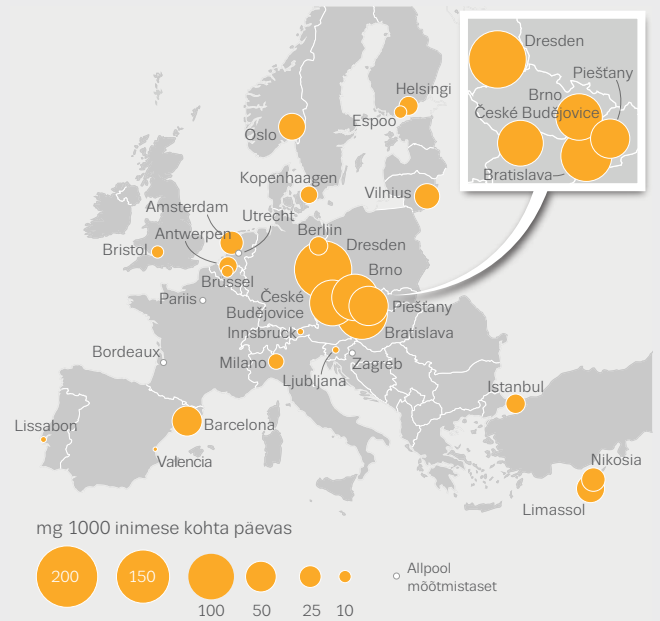 Dresden
Piešťany
Brno
České Budějovice
Bratislava
Helsingi
Espoo
Oslo
Kopenhaagen
Vilnius
Amsterdam
Utrecht
Antwerpen
Berliin
Bristol
Dresden
Brno
Brüssel
Pariis
České
Budějovice
Piešťany
Innsbruck
Bratislava
Bordeaux
Milano
Zagreb
Ljubljana
Istanbul
Lissabon
Barcelona
Valencia
Nikosia
Limassol
mg 1000 inimese kohta päevas
200
150
100
50
25
10
Allpool
mõõtmistaset